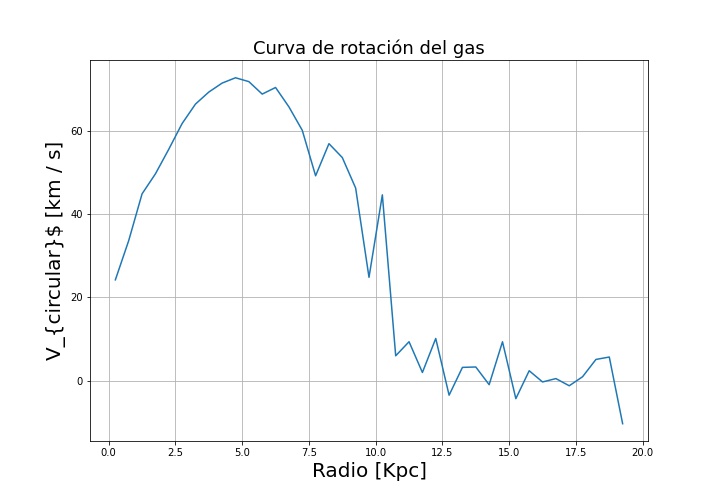 Curva de rotación del gas
V_{circular}$ [km / s]
60
40
20
0
0.0 2.5 5.0 7.5 10.0 12.5 15.0 17.5 20.0
Radio [Kpc]